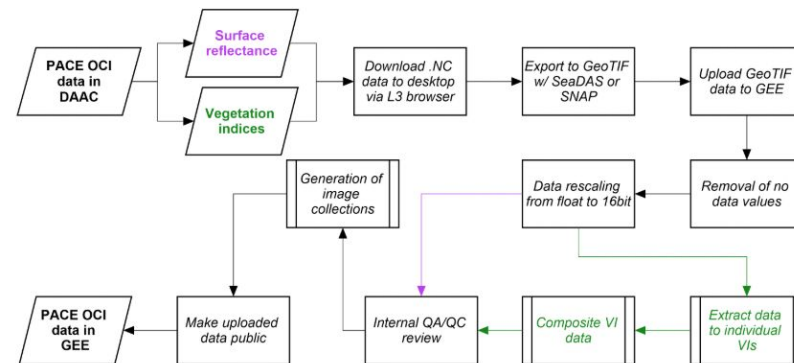 PACE OCI
data in
DAAC
Surface
reflectance
Vegetation
indices
Download .NC
data to desktop
via L3 browser
Export to GeoTIF
w/ SeaDAS or
SNAP
Upload GeoTIF
data to GEE
Removal of no
data values
Data rescaling
from float to 16bit
Generation of
image
collections
Extract data
to individual
VIs
Composite VI
data
Internal QA/QC
review
Make uploaded
data public
PACE OCI
data in
GEE